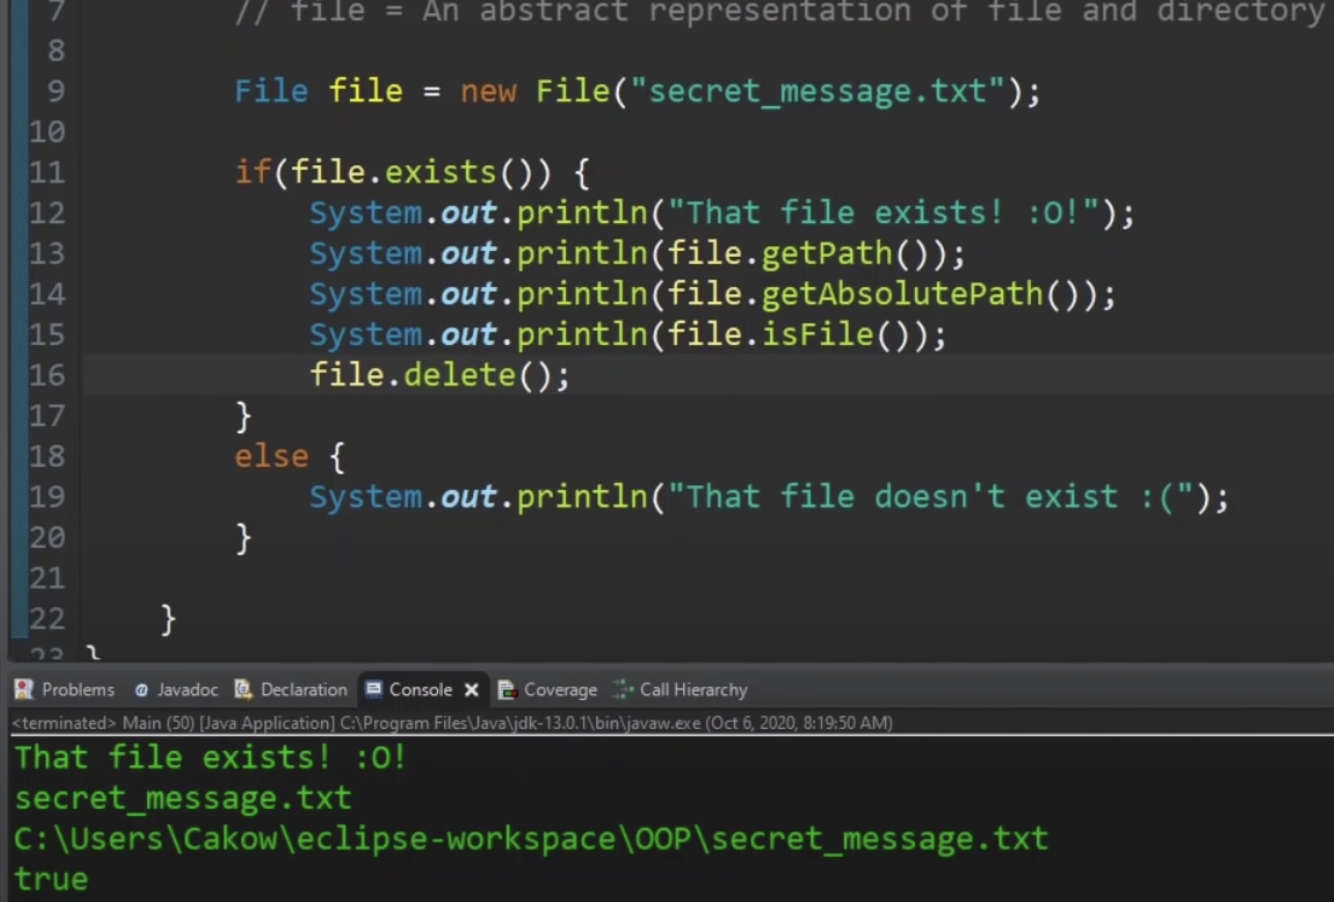 7 // file = An abstract representation of file and directory
8
9 File file = new File("secret_message.txt");
10
11 if(file.exists()) {
12 System.out.println("That file exists! :O!");
13 System.out.println(file.getPath());
14 System.out.println(file.getAbsolutePath());
15 System.out.println(file.isFile());
16 file.delete();
17 }
18 else {
19 System.out.println("That file doesn't exist :(");
20 }
21
22 }
23 }
Problems @ Javadoc Declaration Console Coverage Call Hierarchy
<terminated> Main (50) [Java Application] C:\Program Files\Java\jdk-13.0.1\bin\javaw.exe (Oct 6, 2020, 8:19:50 AM)
That file exists! :O!
secret_message.txt
C:\Users\Cakow\eclipse-workspace\OOP\secret_message.txt
true